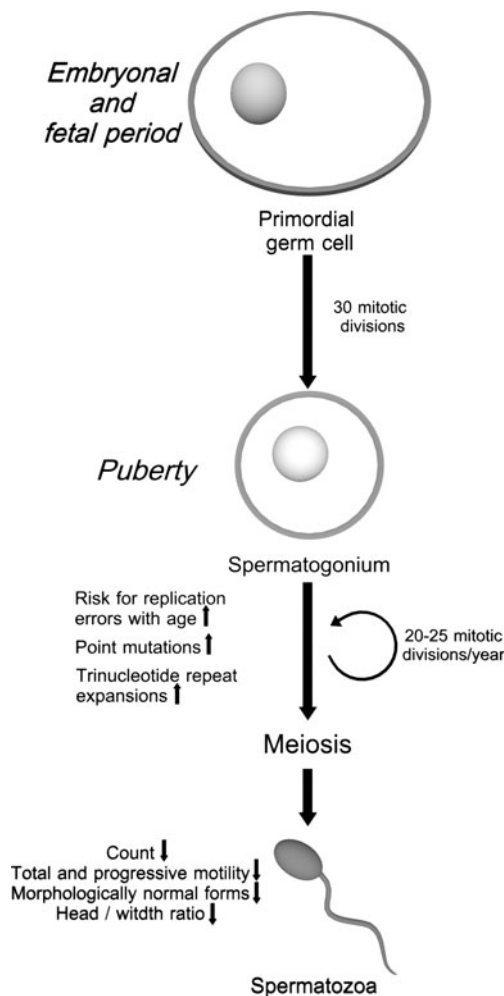 Embryonal
and
fetal period
Primordial
germ cell
30 mitotic
divisions
Puberty
Spermatogonium
Risk for replication
errors with age
Point mutations
Trinucleotide repeat
expansions
20-25 mitotic
divisions/year
Meiosis
Count
Total and progressive motility
Morphologically normal forms
Head / witdth ratio
Spermatozoa